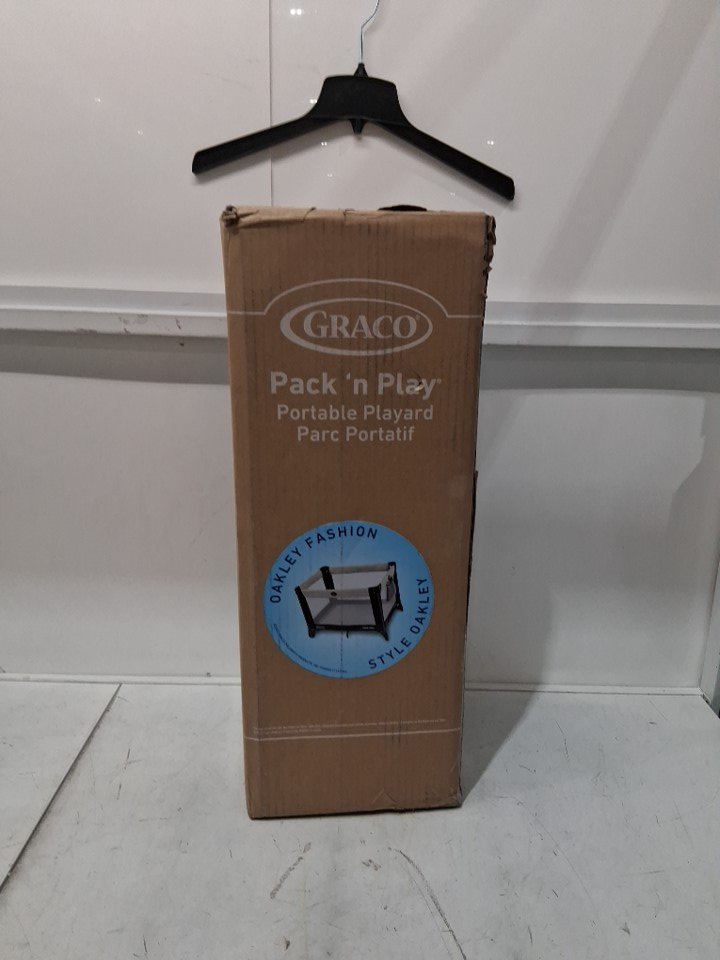 GRACO®
Pack 'n Play®
Portable Playard
Parc Portatif
OAKLEY FASHION
STYLE OAKLEY